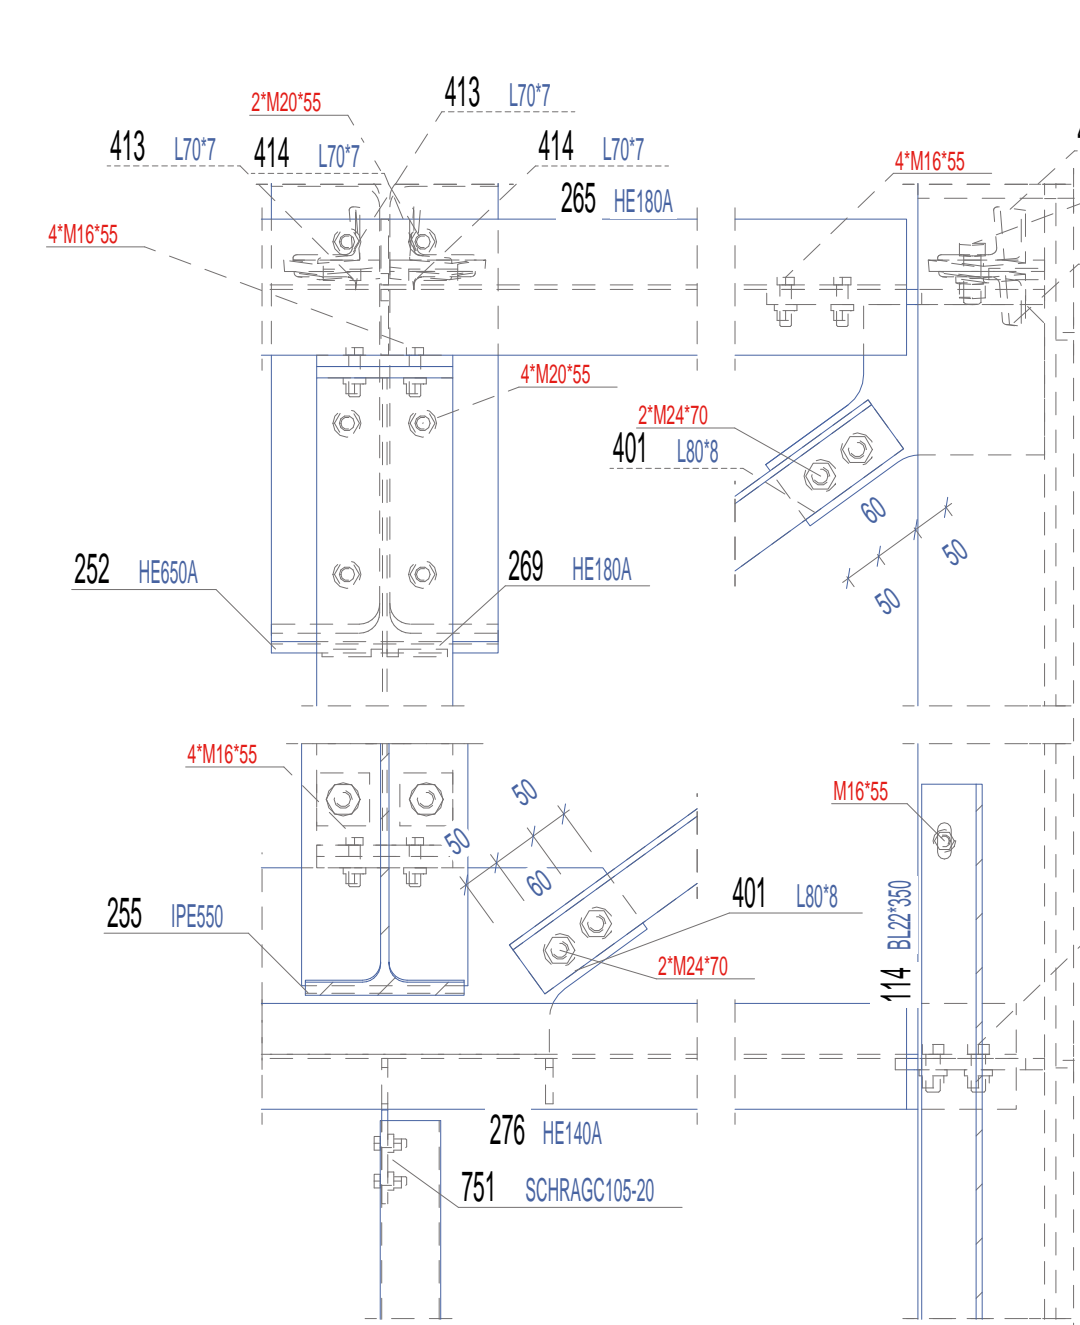 413 L70*7
2*M20*55
413 L70*7
414 L70*7
414 L70*7
4*M16*55
265 HE180A
4*M16*55
4*M20*55
2*M24*70
401 L80*8
60
50
50
252 HE650A
269 HE180A
4*M16*55
50
M16*55
50
60
401 L80*8
255 IPE550
114 BL22*350
2*M24*70
276 HE140A
751 SCHRAGC105-20